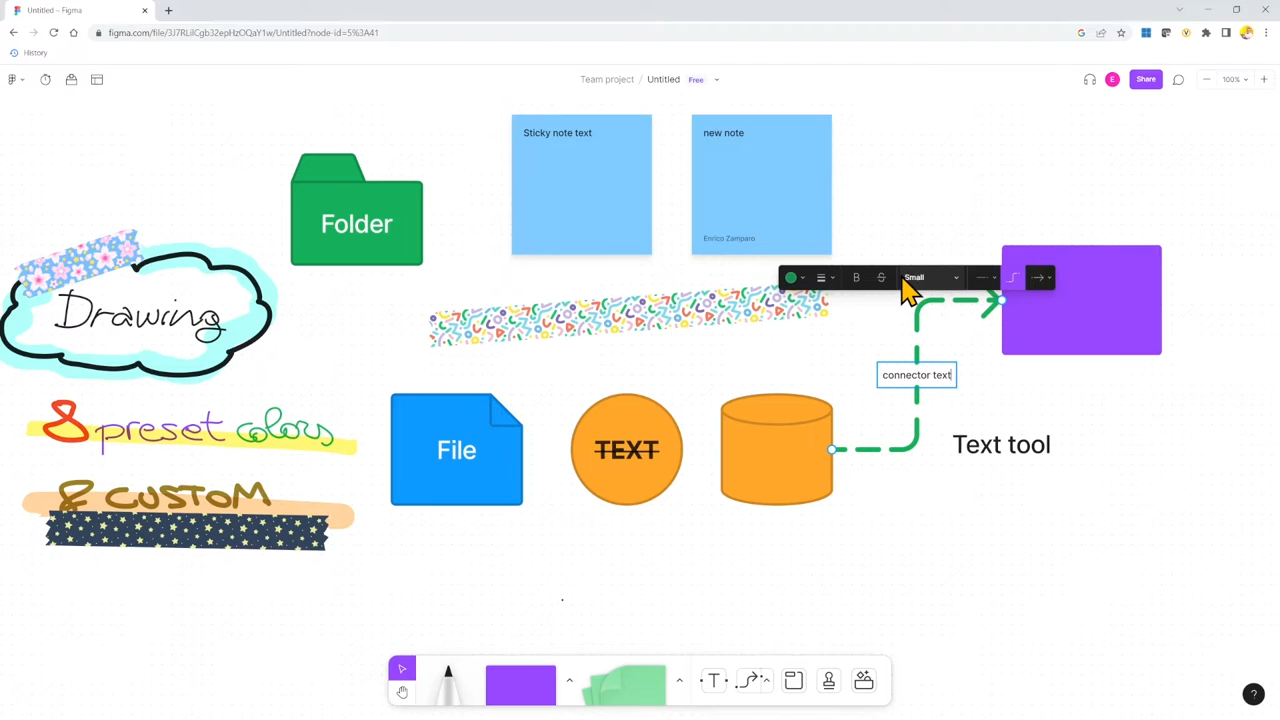 Untitled – Figma
figma.com/file/3J7RLilCgb32epHzOQaY1w/Untitled?node-id=5%3A41
History
Team project / Untitled Free
E
Share
100%
Sticky note text
new note
Enrico Zamparo
Folder
Small
Drawing
connector text
8 preset colors
File
TEXT
Text tool
8 CUSTOM
T
?